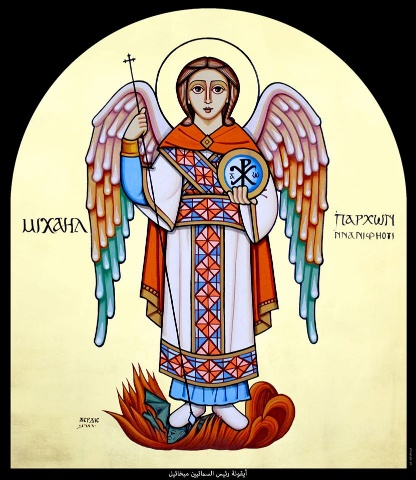 ⲙⲓⲭⲁⲏⲗ
ⲡⲁⲣⲭⲱⲛ
ⲛⲛⲁⲛⲓⲫⲏⲟⲩⲓ
ⲁ ⲱ
أيقونة رئيس السمائيين ميخائيل